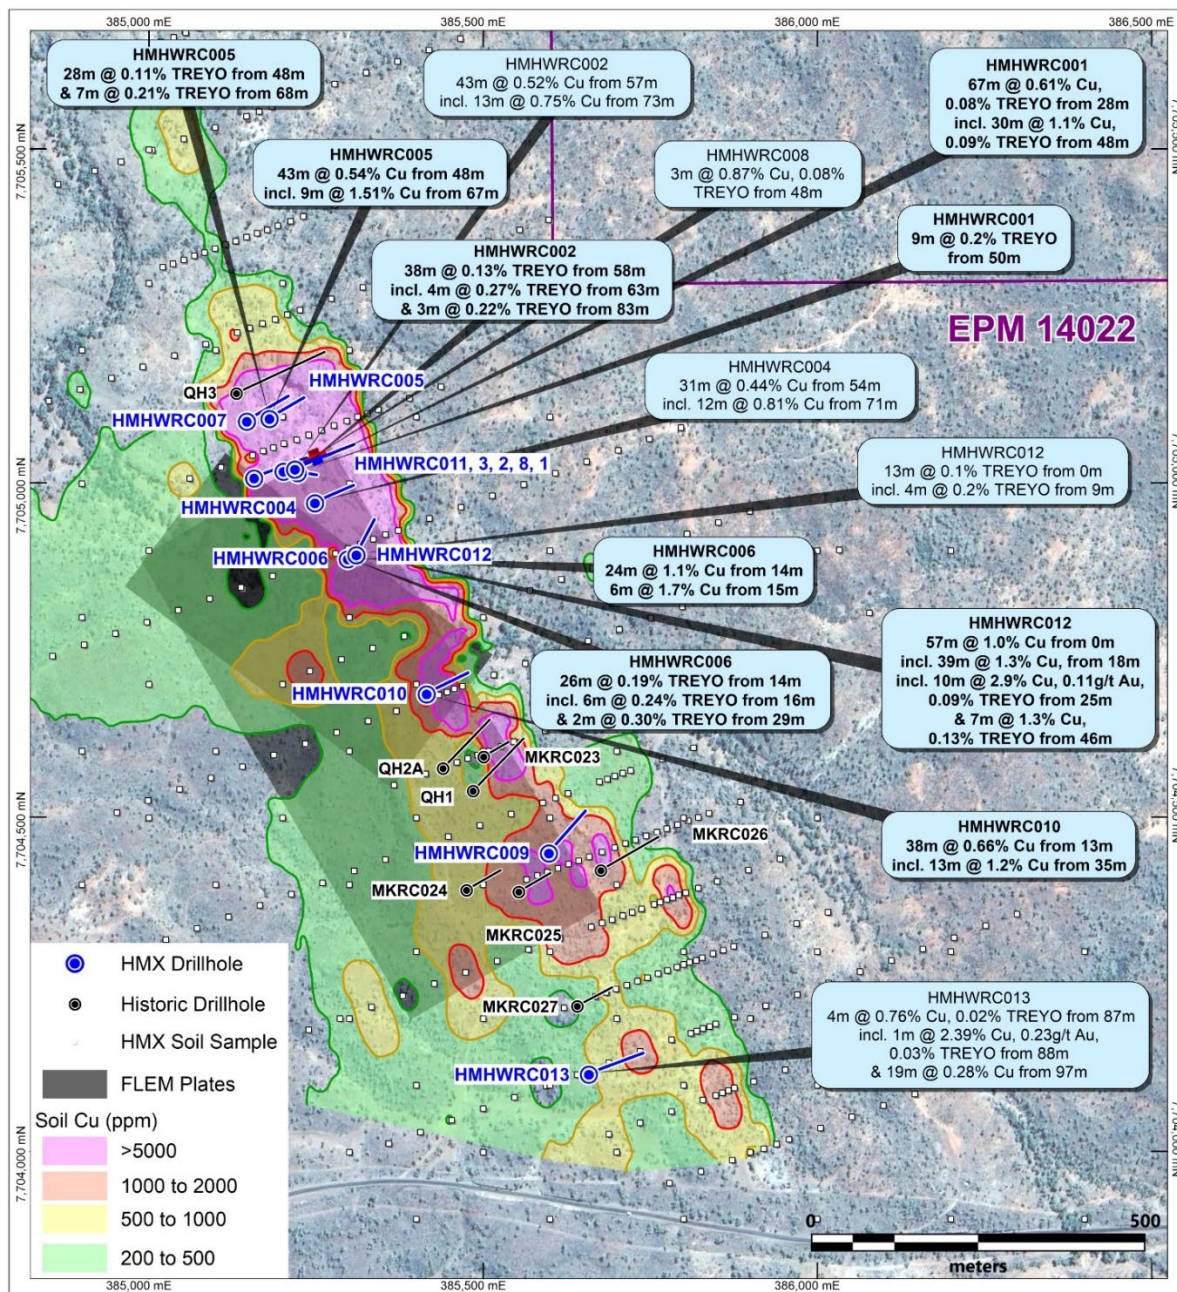 385,000 mE
385,500 mE
386,000 mE
386,500 mE
HMHWRC005
28m @ 0.11% TREYO from 48m
& 7m @ 0.21% TREYO from 68m
HMHWRC002
43m @ 0.52% Cu from 57m
incl. 13m @ 0.75% Cu from 73m
HMHWRC001
67m @ 0.61% Cu,
0.08% TREYO from 28m
incl. 30m @ 1.1% Cu,
0.09% TREYO from 48m
HMHWRC005
43m @ 0.54% Cu from 48m
incl. 9m @ 1.51% Cu from 67m
HMHWRC008
3m @ 0.87% Cu, 0.08%
TREYO from 48m
7,705,500 mN
HMHWRC001
9m @ 0.2% TREYO
from 50m
HMHWRC002
38m @ 0.13% TREYO from 58m
incl. 4m @ 0.27% TREYO from 63m
& 3m @ 0.22% TREYO from 83m
EPM 14022
HMHWRC004
31m @ 0.44% Cu from 54m
incl. 12m @ 0.81% Cu from 71m
QH3
HMHWRC005
HMHWRC007
HMHWRC011, 3, 2, 8, 1
HMHWRC004
7,705,000 mN
HMHWRC012
13m @ 0.1% TREYO from 0m
incl. 4m @ 0.2% TREYO from 9m
HMHWRC006
HMHWRC012
HMHWRC006
24m @ 1.1% Cu from 14m
6m @ 1.7% Cu from 15m
HMHWRC012
57m @ 1.0% Cu from 0m
incl. 39m @ 1.3% Cu, from 18m
incl. 10m @ 2.9% Cu, 0.11g/t Au,
0.09% TREYO from 25m
& 7m @ 1.3% Cu,
0.13% TREYO from 46m
HMHWRC006
26m @ 0.19% TREYO from 14m
incl. 6m @ 0.24% TREYO from 16m
& 2m @ 0.30% TREYO from 29m
HMHWRC010
QH2A
MKRC023
QH1
7,704,500 mN
HMHWRC010
38m @ 0.66% Cu from 13m
incl. 13m @ 1.2% Cu from 35m
MKRC026
HMHWRC009
MKRC024
MKRC025
MKRC027
HMHWRC013
HMHWRC013
4m @ 0.76% Cu, 0.02% TREYO from 87m
incl. 1m @ 2.39% Cu, 0.23g/t Au,
0.03% TREYO from 88m
& 19m @ 0.28% Cu from 97m
7,704,000 mN
HMX Drillhole
Historic Drillhole
HMX Soil Sample
FLEM Plates
Soil Cu (ppm)
>5000
1000 to 2000
500 to 1000
200 to 500
0
500
meters
385,000 mE
385,500 mE
386,000 mE